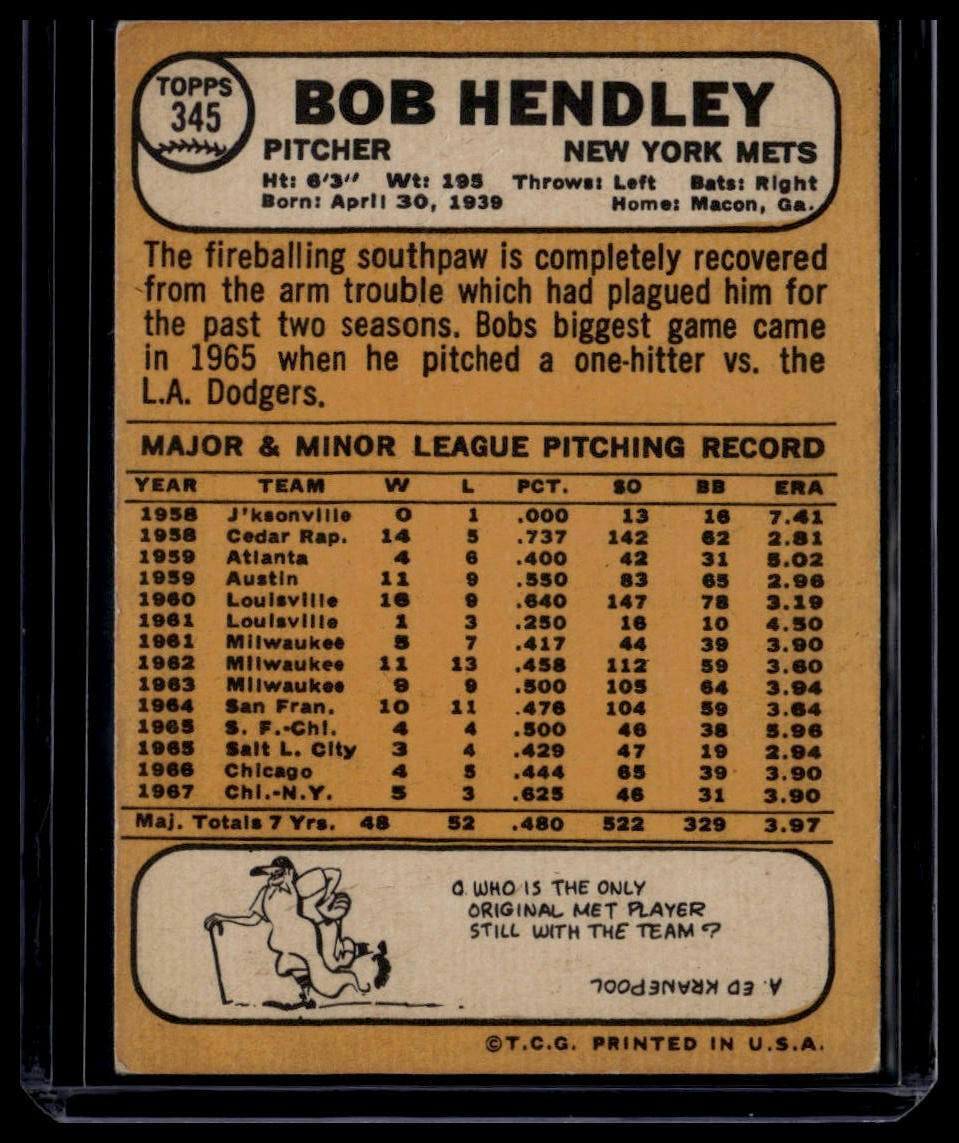 TOPPS
345
BOB HENDLEY
PITCHER NEW YORK METS
Ht: 6'3" Wt: 195 Throws: Left Bats: Right
Born: April 30, 1939 Home: Macon, Ga.
The fireballing southpaw is completely recovered
from the arm trouble which had plagued him for
the past two seasons. Bobs biggest game came
in 1965 when he pitched a one-hitter vs. the
L.A. Dodgers.
MAJOR & MINOR LEAGUE PITCHING RECORD
YEAR TEAM W L PCT. SO BB ERA
1958 J'ksonville 0 1 .000 13 16 7.41
1958 Cedar Rap. 14 5 .737 142 62 2.81
1959 Atlanta 4 6 .400 42 31 5.02
1959 Austin 11 9 .550 83 65 2.96
1960 Louisville 16 9 .640 147 78 3.19
1961 Louisville 1 3 .250 16 10 4.50
1961 Milwaukee 5 7 .417 44 39 3.90
1962 Milwaukee 11 13 .458 112 59 3.60
1963 Milwaukee 9 9 .500 105 64 3.94
1964 San Fran. 10 11 .476 104 59 3.64
1965 S. F.-Chi. 4 4 .500 46 38 5.96
1965 Salt L. City 3 4 .429 47 19 2.94
1966 Chicago 4 5 .444 65 39 3.90
1967 Chi.-N.Y. 5 3 .625 46 31 3.90
Maj. Totals 7 Yrs. 48 52 .480 522 329 3.97
Q. WHO IS THE ONLY
ORIGINAL MET PLAYER
STILL WITH THE TEAM?
A. ED KRANEPOOL
©T.C.G. PRINTED IN U.S.A.